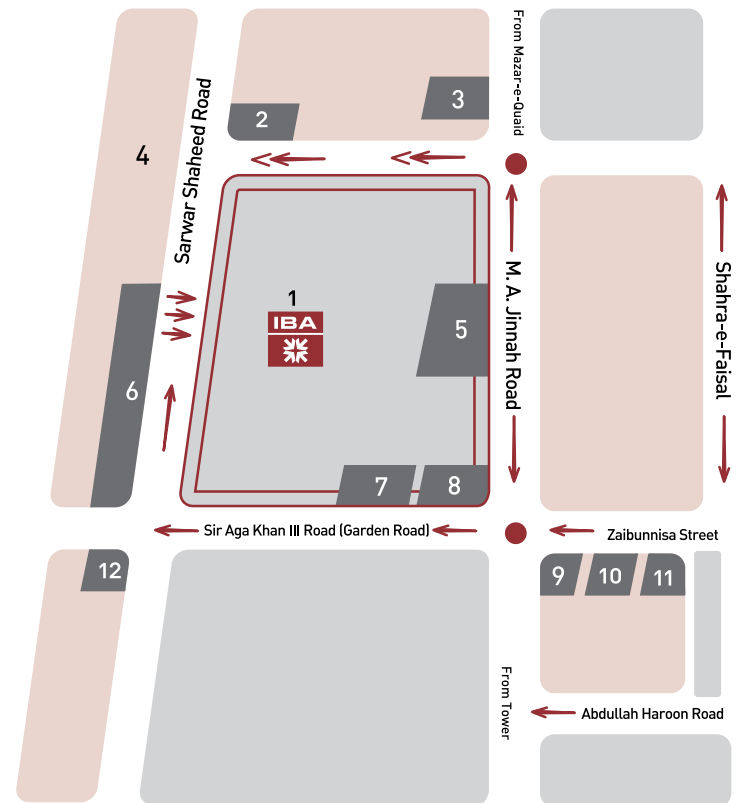 From Mazar-e-Quaid
3
2
4
Sarwar Shaheed Road
1
IBA
5
M. A. Jinnah Road
Shahra-e-Faisal
6
7
8
Sir Aga Khan III Road (Garden Road)
Zaibunnisa Street
12
9
10
11
From Tower
Abdullah Haroon Road